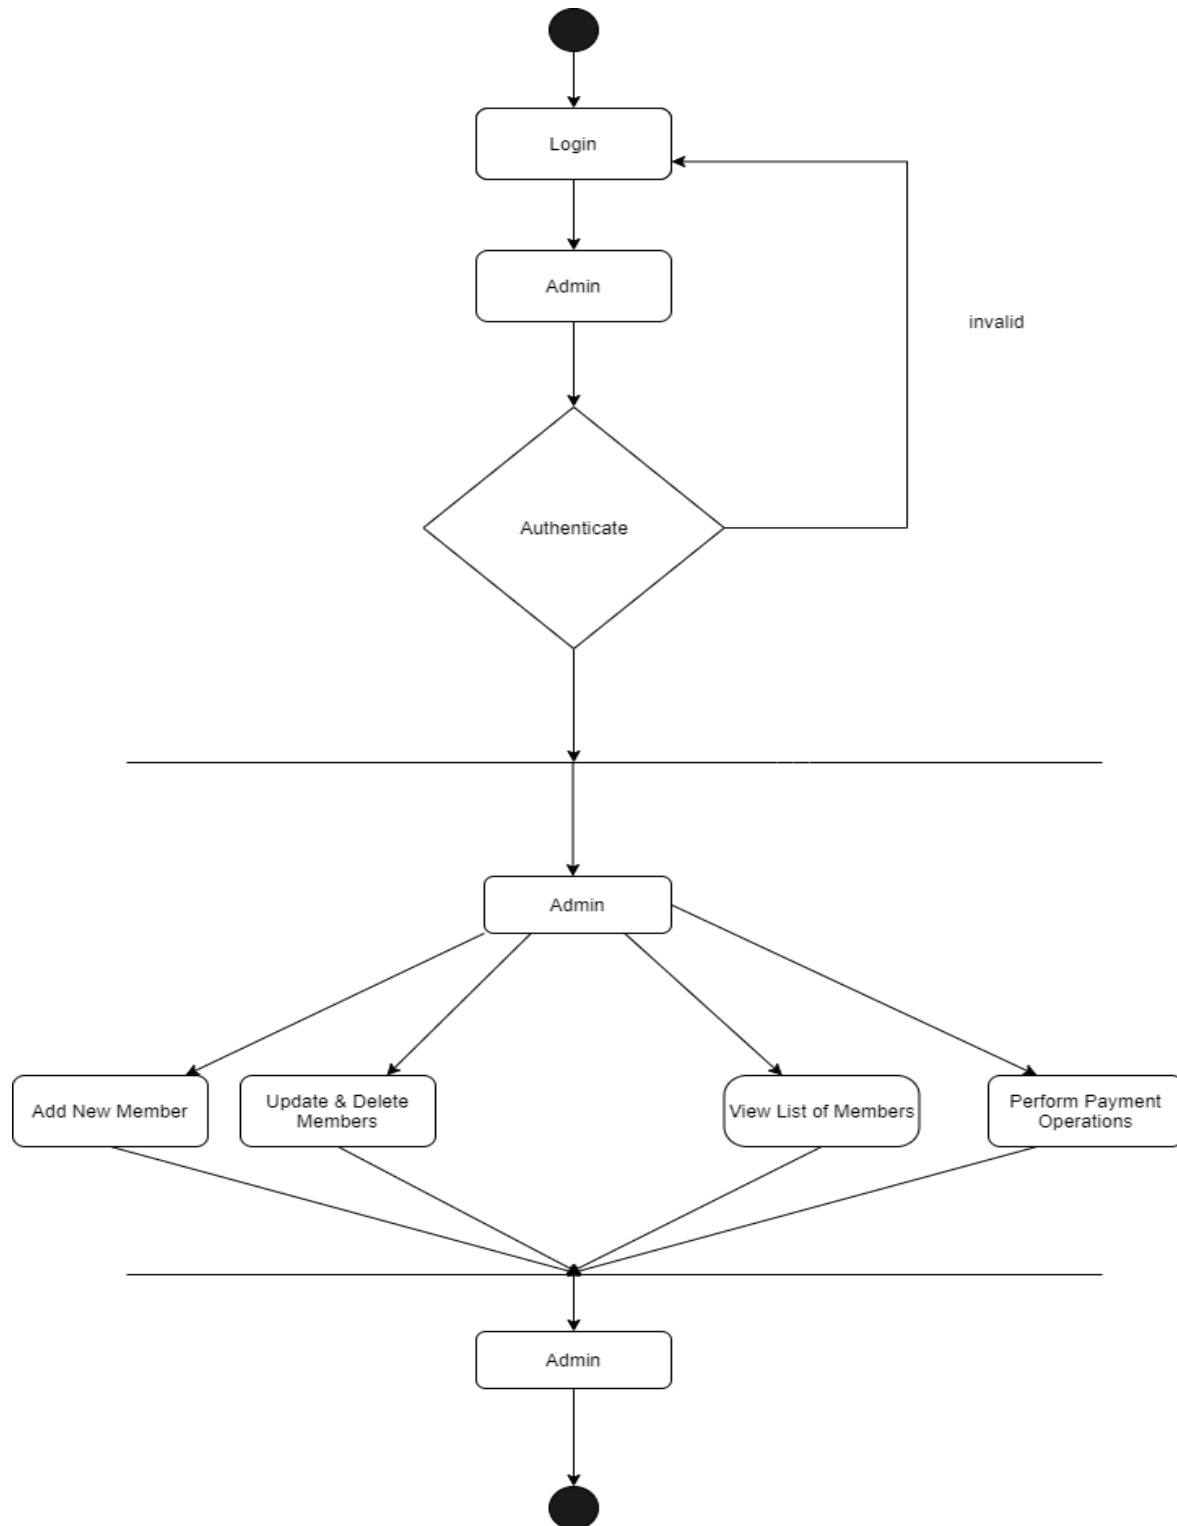 Login
Admin
invalid
Authenticate
Admin
Add New Member
Update & Delete
Members
View List of Members
Perform Payment
Operations
Admin